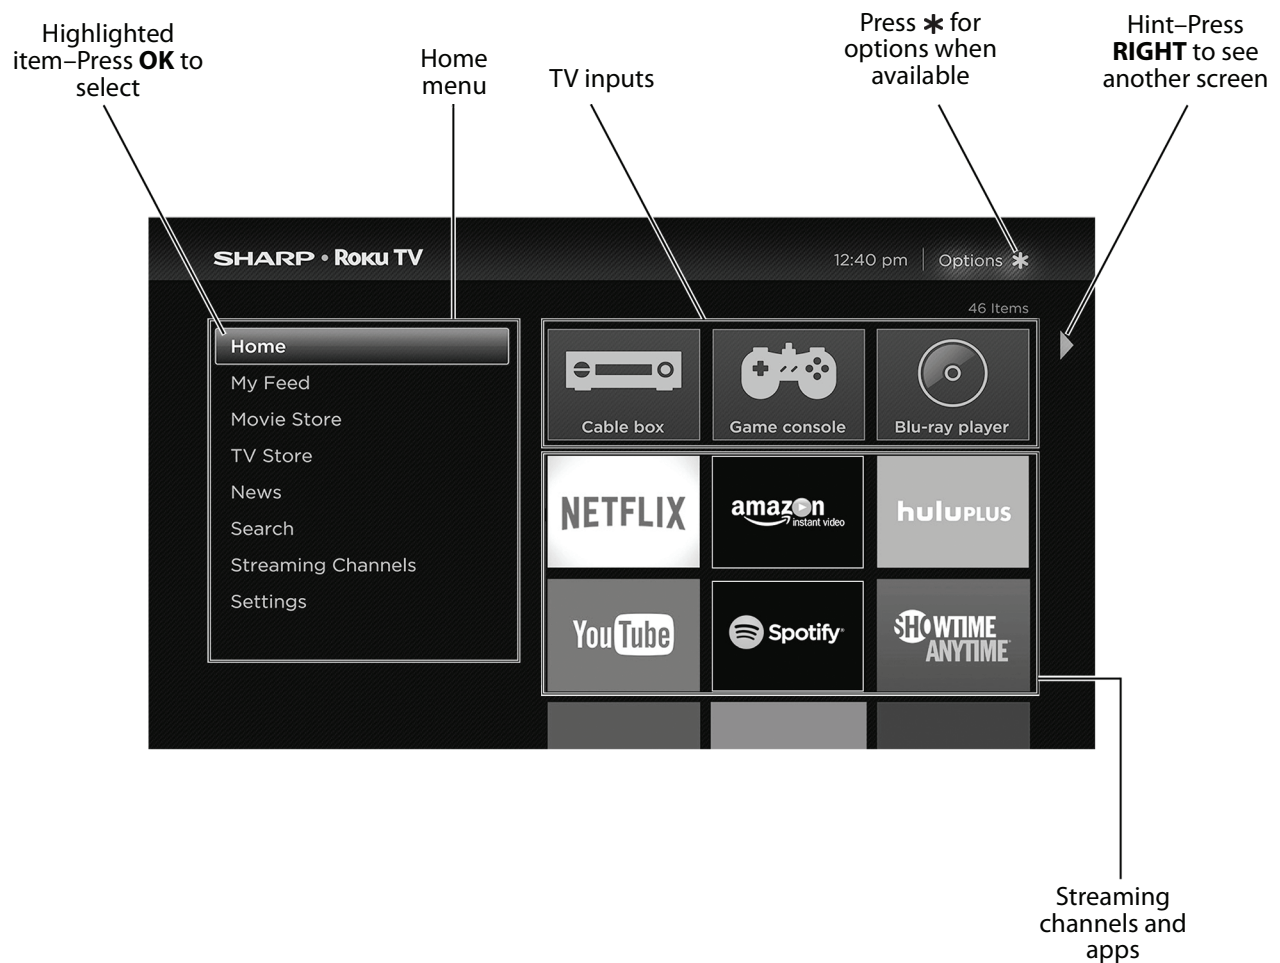 Highlighted
item–Press OK to
select
Home
menu
TV inputs
Press ✱ for
options when
available
Hint–Press
RIGHT to see
another screen
SHARP • ROKU TV
12:40 pm
Options ✱
46 Items
Home
My Feed
Movie Store
TV Store
News
Search
Streaming Channels
Settings
Cable box
Game console
Blu-ray player
NETFLIX
amazon
instant video
huluPLUS
YouTube
Spotify
SHOWTIME
ANYTIME
Streaming
channels and
apps